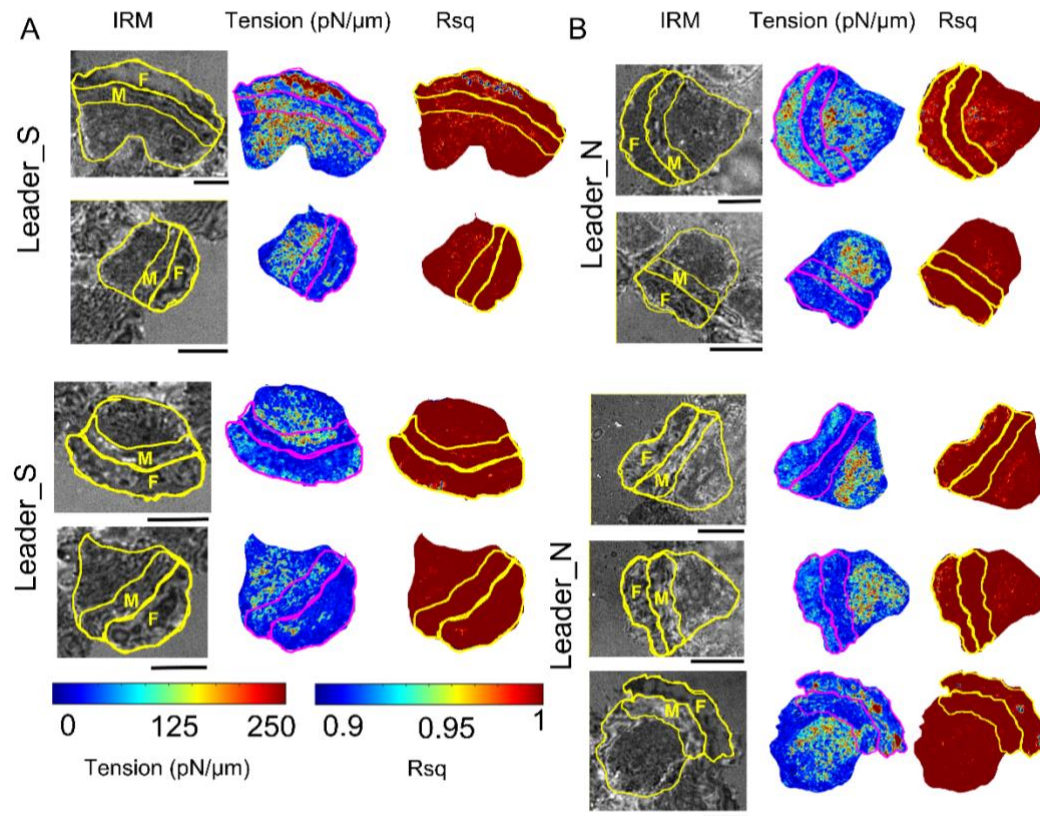 A IRM Tension (pN/µm) Rsq B IRM Tension (pN/µm) Rsq
Leader_S
F
M
M F
Leader_N
F M
M
F
Leader_S
M
F
M
F
Leader_N
F
M
F M
M F
0 125 250
Tension (pN/µm)
0.9 0.95 1
Rsq